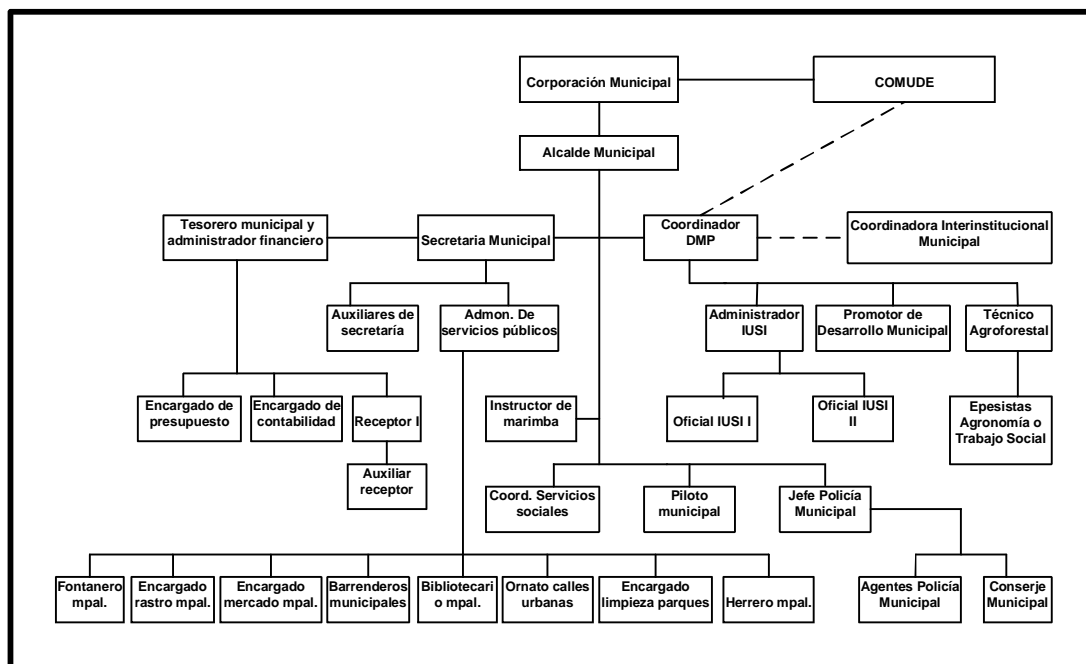 Corporación Municipal
COMUDE
Alcalde Municipal
Tesorero municipal y
administrador financiero
Secretaria Municipal
Coordinador
DMP
Coordinadora Interinstitucional
Municipal
Auxiliares de
secretaría
Admon. De
servicios públicos
Administrador
IUSI
Promotor de
Desarrollo Municipal
Técnico
Agroforestal
Encargado de
presupuesto
Encargado de
contabilidad
Receptor I
Instructor de
marimba
Oficial IUSI I
Oficial IUSI
II
Epesistas
Agronomía o
Trabajo Social
Auxiliar
receptor
Coord. Servicios
sociales
Piloto
municipal
Jefe Policía
Municipal
Fontanero
mpal.
Encargado
rastro mpal.
Encargado
mercado mpal.
Barrenderos
municipales
Bibliotecari
o mpal.
Ornato calles
urbanas
Encargado
limpieza parques
Herrero mpal.
Agentes Policía
Municipal
Conserje
Municipal